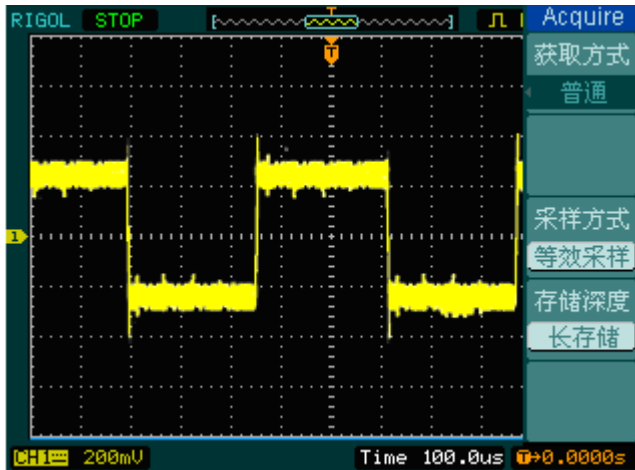 RIGOL STOP
Acquire
获取方式
普通
采样方式
等效采样
存储深度
长存储
CH1 200mV Time 100.0us T→0.0000s
T
T
1